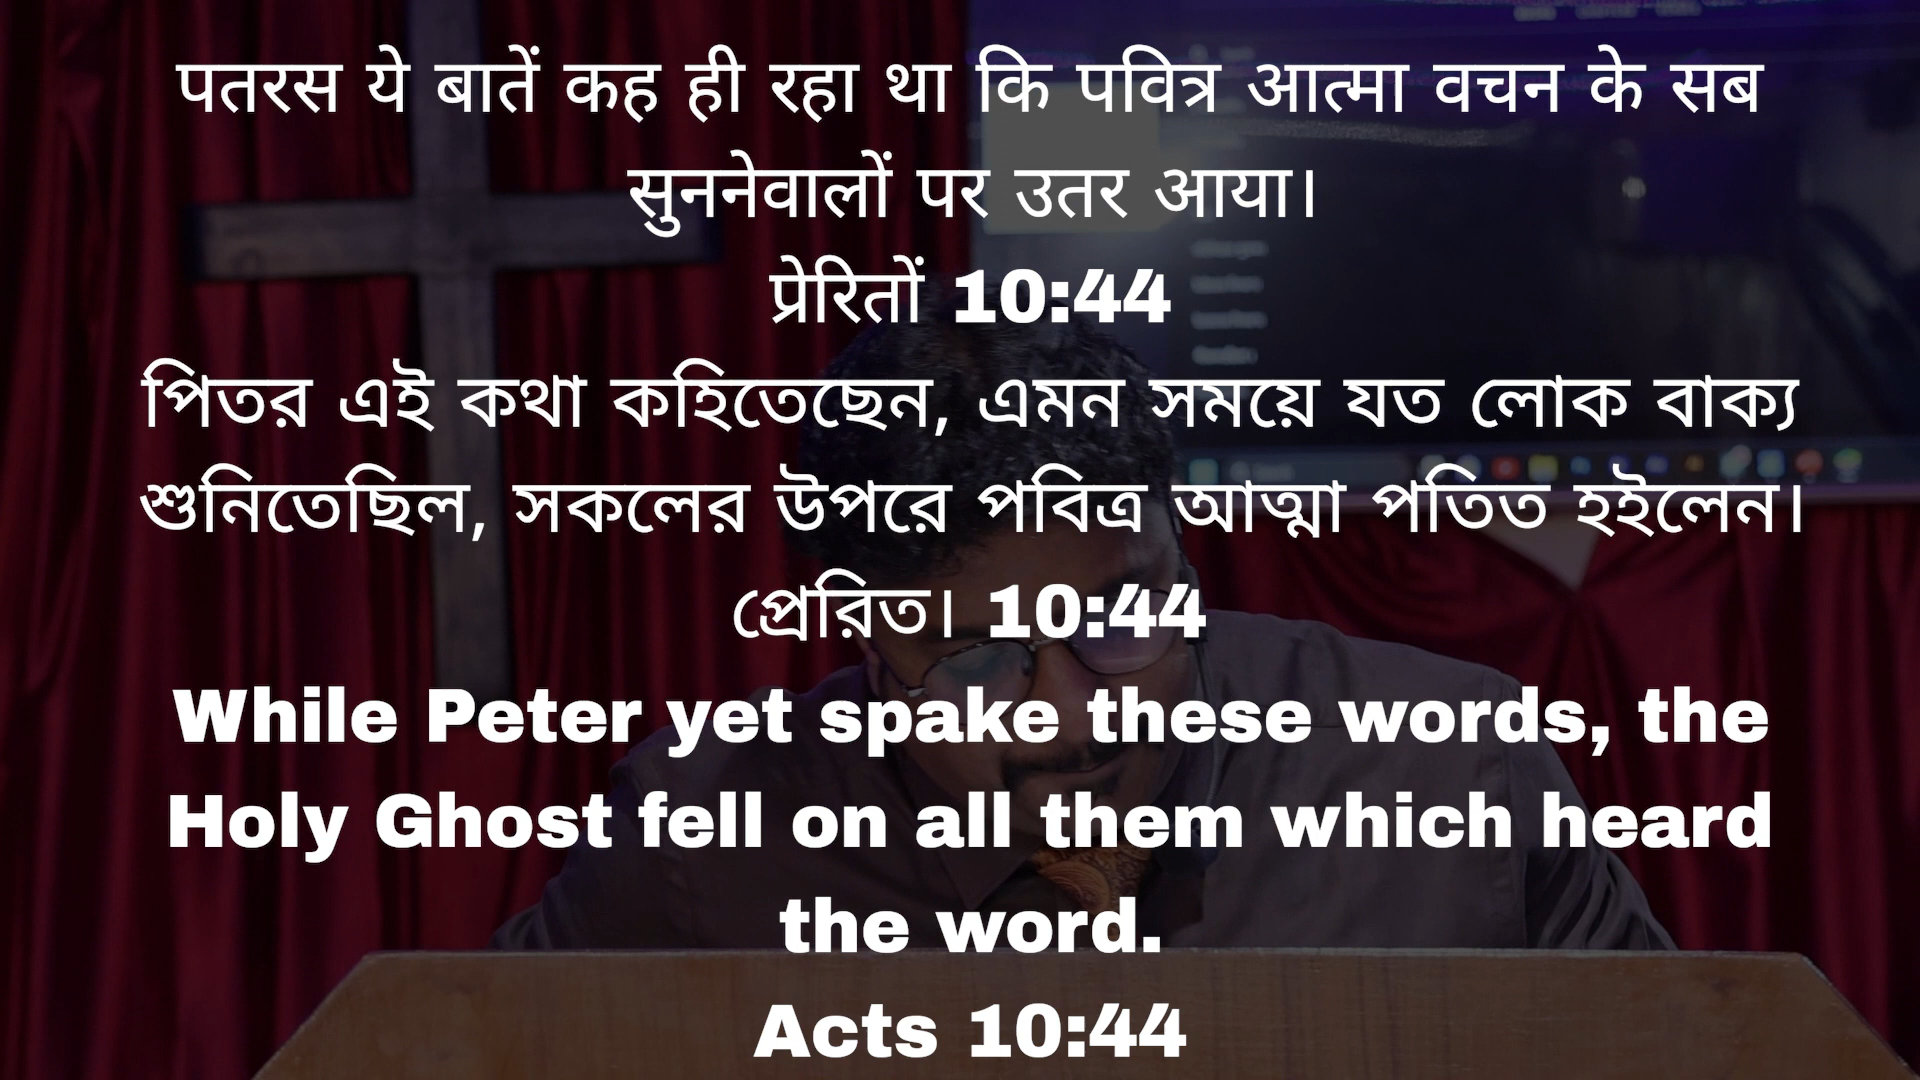 पतरस ये बातें कह ही रहा था कि पवित्र आत्मा वचन के सब
सुननेवालों पर उतर आया।
प्रेरितों 10:44
পিতর এই কথা কহিতেছেন, এমন সময়ে যত লোক বাক্য
শুনিতেছিল, সকলের উপরে পবিত্র আত্মা পতিত হইলেন।
প্রেরিত। 10:44
While Peter yet spake these words, the
Holy Ghost fell on all them which heard
the word.
Acts 10:44